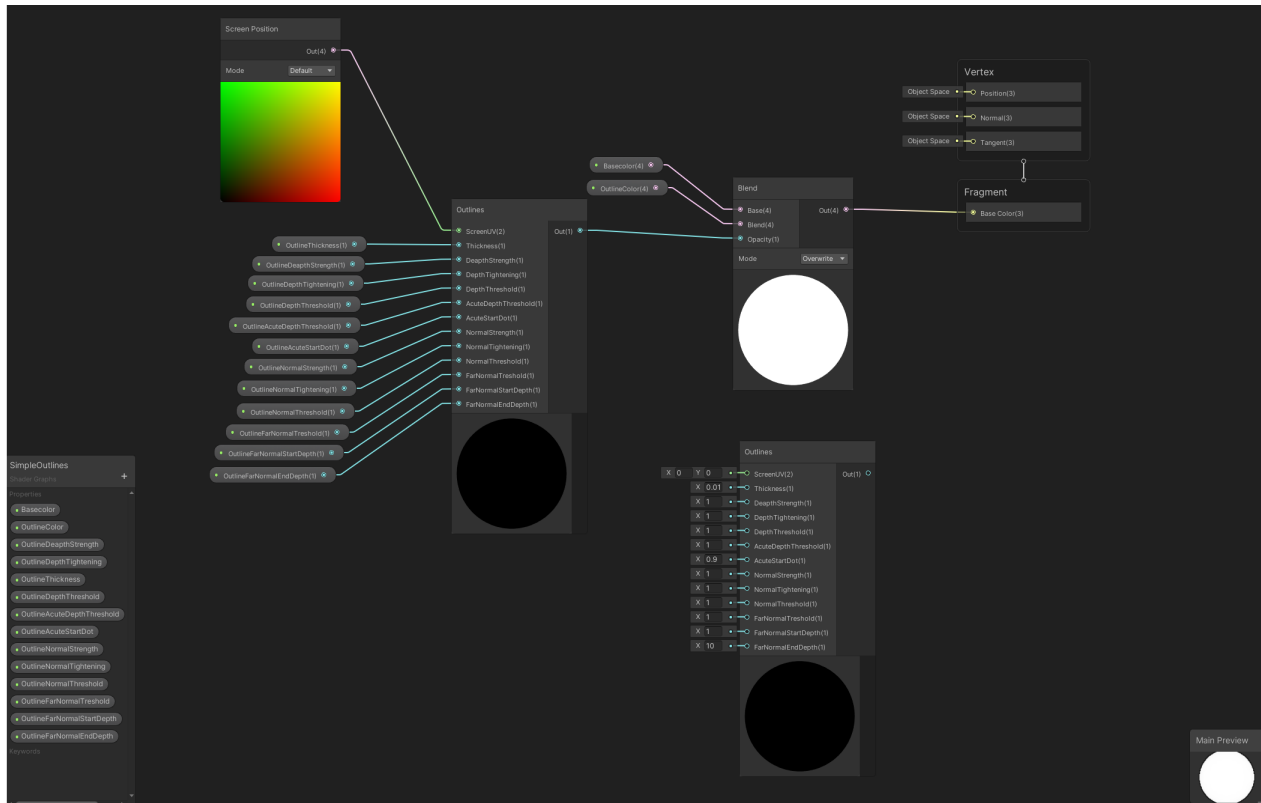 Screen Position
Out(4)
Mode Default
Vertex
Object Space Position(3)
Object Space Normal(3)
Object Space Tangent(3)
Fragment
Base Color(3)
Basecolor(4)
OutlineColor(4)
Blend
Base(4) Out(4)
Blend(4)
Opacity(1)
Mode Overwrite
Outlines
ScreenUV(2) Out(1)
Thickness(1)
DeapthStrength(1)
DepthTightening(1)
DepthThreshold(1)
AcuteDepthThreshold(1)
AcuteStartDot(1)
NormalStrength(1)
NormalTightening(1)
NormalThreshold(1)
FarNormalTreshold(1)
FarNormalStartDepth(1)
FarNormalEndDepth(1)
OutlineThickness(1)
OutlineDeapthStrength(1)
OutlineDepthTightening(1)
OutlineDepthThreshold(1)
OutlineAcuteDepthThreshold(1)
OutlineAcuteStartDot(1)
OutlineNormalStrength(1)
OutlineNormalTightening(1)
OutlineNormalThreshold(1)
OutlineFarNormalTreshold(1)
OutlineFarNormalStartDepth(1)
OutlineFarNormalEndDepth(1)
Outlines
X 0 Y 0 ScreenUV(2) Out(1)
X 0.01 Thickness(1)
X 1 DeapthStrength(1)
X 1 DepthTightening(1)
X 1 DepthThreshold(1)
X 1 AcuteDepthThreshold(1)
X 0.9 AcuteStartDot(1)
X 1 NormalStrength(1)
X 1 NormalTightening(1)
X 1 NormalThreshold(1)
X 1 FarNormalTreshold(1)
X 1 FarNormalStartDepth(1)
X 10 FarNormalEndDepth(1)
SimpleOutlines +
Shader Graphs
Properties
Basecolor
OutlineColor
OutlineDeapthStrength
OutlineDepthTightening
OutlineThickness
OutlineDepthThreshold
OutlineAcuteDepthThreshold
OutlineAcuteStartDot
OutlineNormalStrength
OutlineNormalTightening
OutlineNormalThreshold
OutlineFarNormalTreshold
OutlineFarNormalStartDepth
OutlineFarNormalEndDepth
Keywords
Main Preview